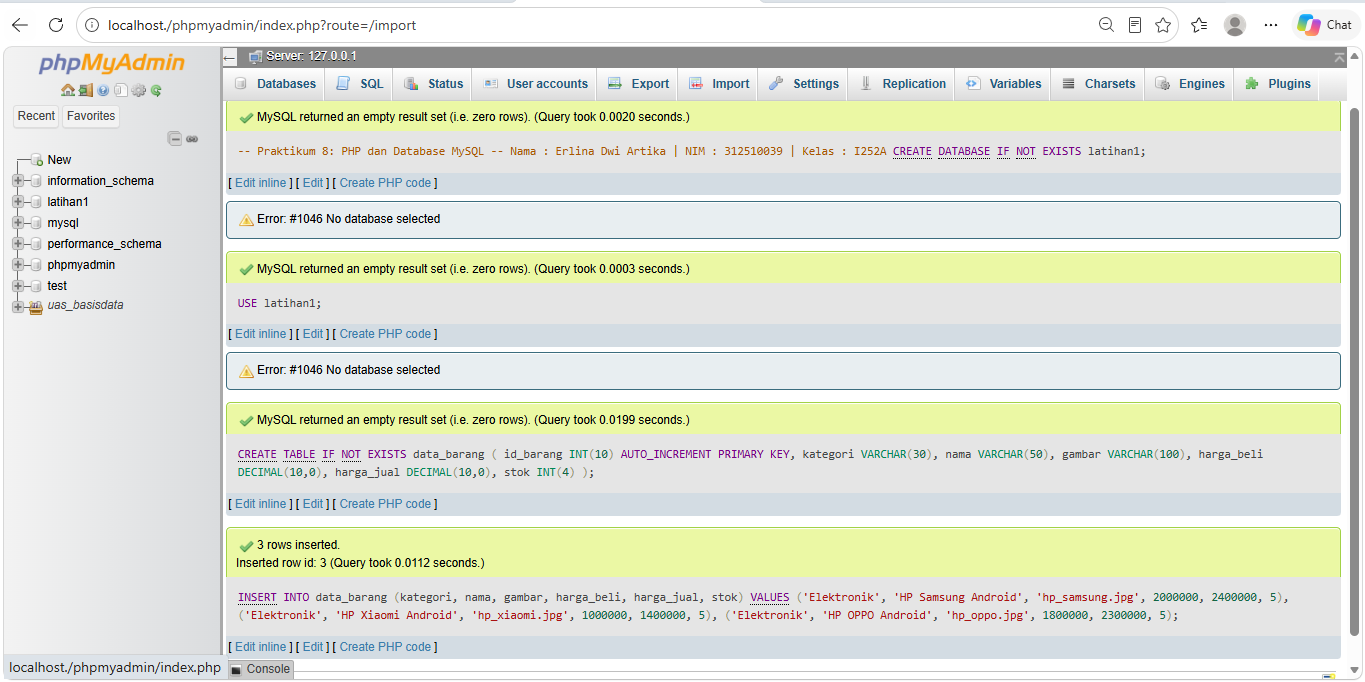 localhost./phpmyadmin/index.php?route=/import
Chat
phpMyAdmin
Recent
Favorites
New
information_schema
latihan1
mysql
performance_schema
phpmyadmin
test
uas_basisdata
Server: 127.0.0.1
Databases
SQL
Status
User accounts
Export
Import
Settings
Replication
Variables
Charsets
Engines
Plugins
MySQL returned an empty result set (i.e. zero rows). (Query took 0.0020 seconds.)
-- Praktikum 8: PHP dan Database MySQL -- Nama : Erlina Dwi Artika | NIM : 312510039 | Kelas : I252A CREATE DATABASE IF NOT EXISTS latihan1;
[ Edit inline ] [ Edit ] [ Create PHP code ]
Error: #1046 No database selected
MySQL returned an empty result set (i.e. zero rows). (Query took 0.0003 seconds.)
USE latihan1;
[ Edit inline ] [ Edit ] [ Create PHP code ]
Error: #1046 No database selected
MySQL returned an empty result set (i.e. zero rows). (Query took 0.0199 seconds.)
CREATE TABLE IF NOT EXISTS data_barang ( id_barang INT(10) AUTO_INCREMENT PRIMARY KEY, kategori VARCHAR(30), nama VARCHAR(50), gambar VARCHAR(100), harga_beli
DECIMAL(10,0), harga_jual DECIMAL(10,0), stok INT(4) );
[ Edit inline ] [ Edit ] [ Create PHP code ]
3 rows inserted.
Inserted row id: 3 (Query took 0.0112 seconds.)
INSERT INTO data_barang (kategori, nama, gambar, harga_beli, harga_jual, stok) VALUES ('Elektronik', 'HP Samsung Android', 'hp_samsung.jpg', 2000000, 2400000, 5),
('Elektronik', 'HP Xiaomi Android', 'hp_xiaomi.jpg', 1000000, 1400000, 5), ('Elektronik', 'HP OPPO Android', 'hp_oppo.jpg', 1800000, 2300000, 5);
[ Edit inline ] [ Edit ] [ Create PHP code ]
localhost./phpmyadmin/index.php
Console